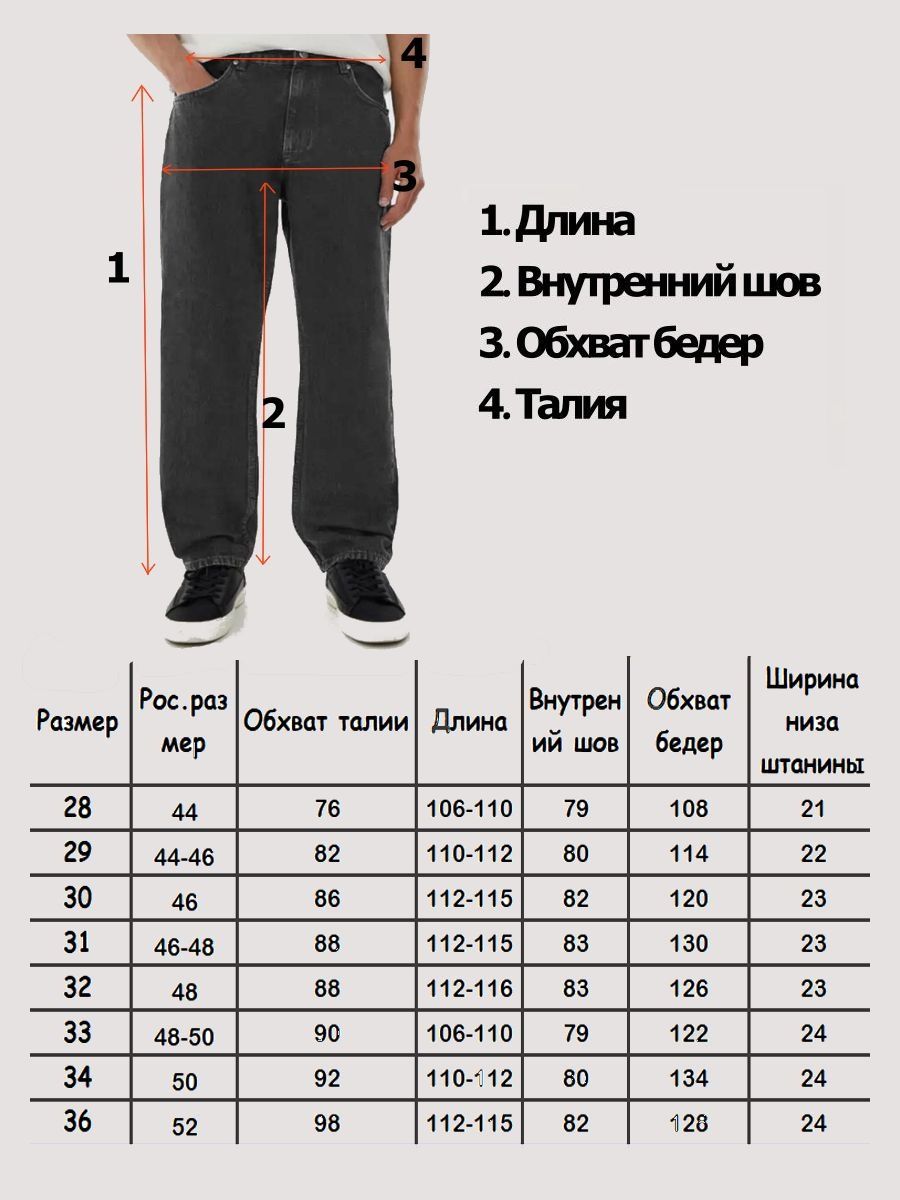 4
3
1
2
1. Длина
2. Внутренний шов
3. Обхват бедер
4. Талия
Размер Рос.раз мер Обхват талии Длина Внутрен ий шов Обхват бедер Ширина низа штанины
28 44 76 106-110 79 108 21
29 44-46 82 110-112 80 114 22
30 46 86 112-115 82 120 23
31 46-48 88 112-115 83 130 23
32 48 88 112-116 83 126 23
33 48-50 90 106-110 79 122 24
34 50 92 110-112 80 134 24
36 52 98 112-115 82 128 24